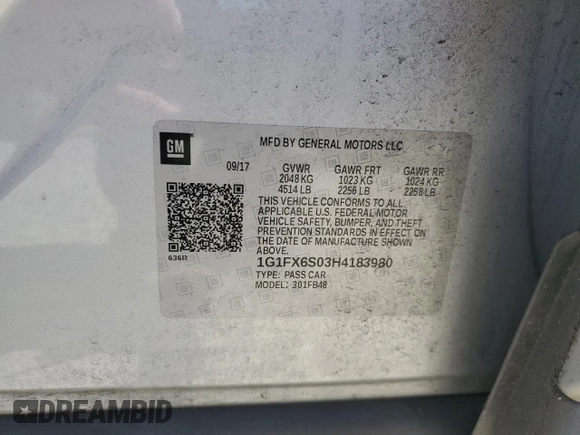 GM
MFD BY GENERAL MOTORS LLC
09/17 GVWR GAWR FRT GAWR RR
2048 KG 1023 KG 1024 KG
4514 LB 2256 LB 2258 LB
THIS VEHICLE CONFORMS TO ALL
APPLICABLE U.S. FEDERAL MOTOR
VEHICLE SAFETY, BUMPER, AND THEFT
PREVENTION STANDARDS IN EFFECT ON
THE DATE OF MANUFACTURE SHOWN
ABOVE.
636R
1G1FX6S03H4183980
TYPE: PASS CAR
MODEL: 301FB48
DREAMBID